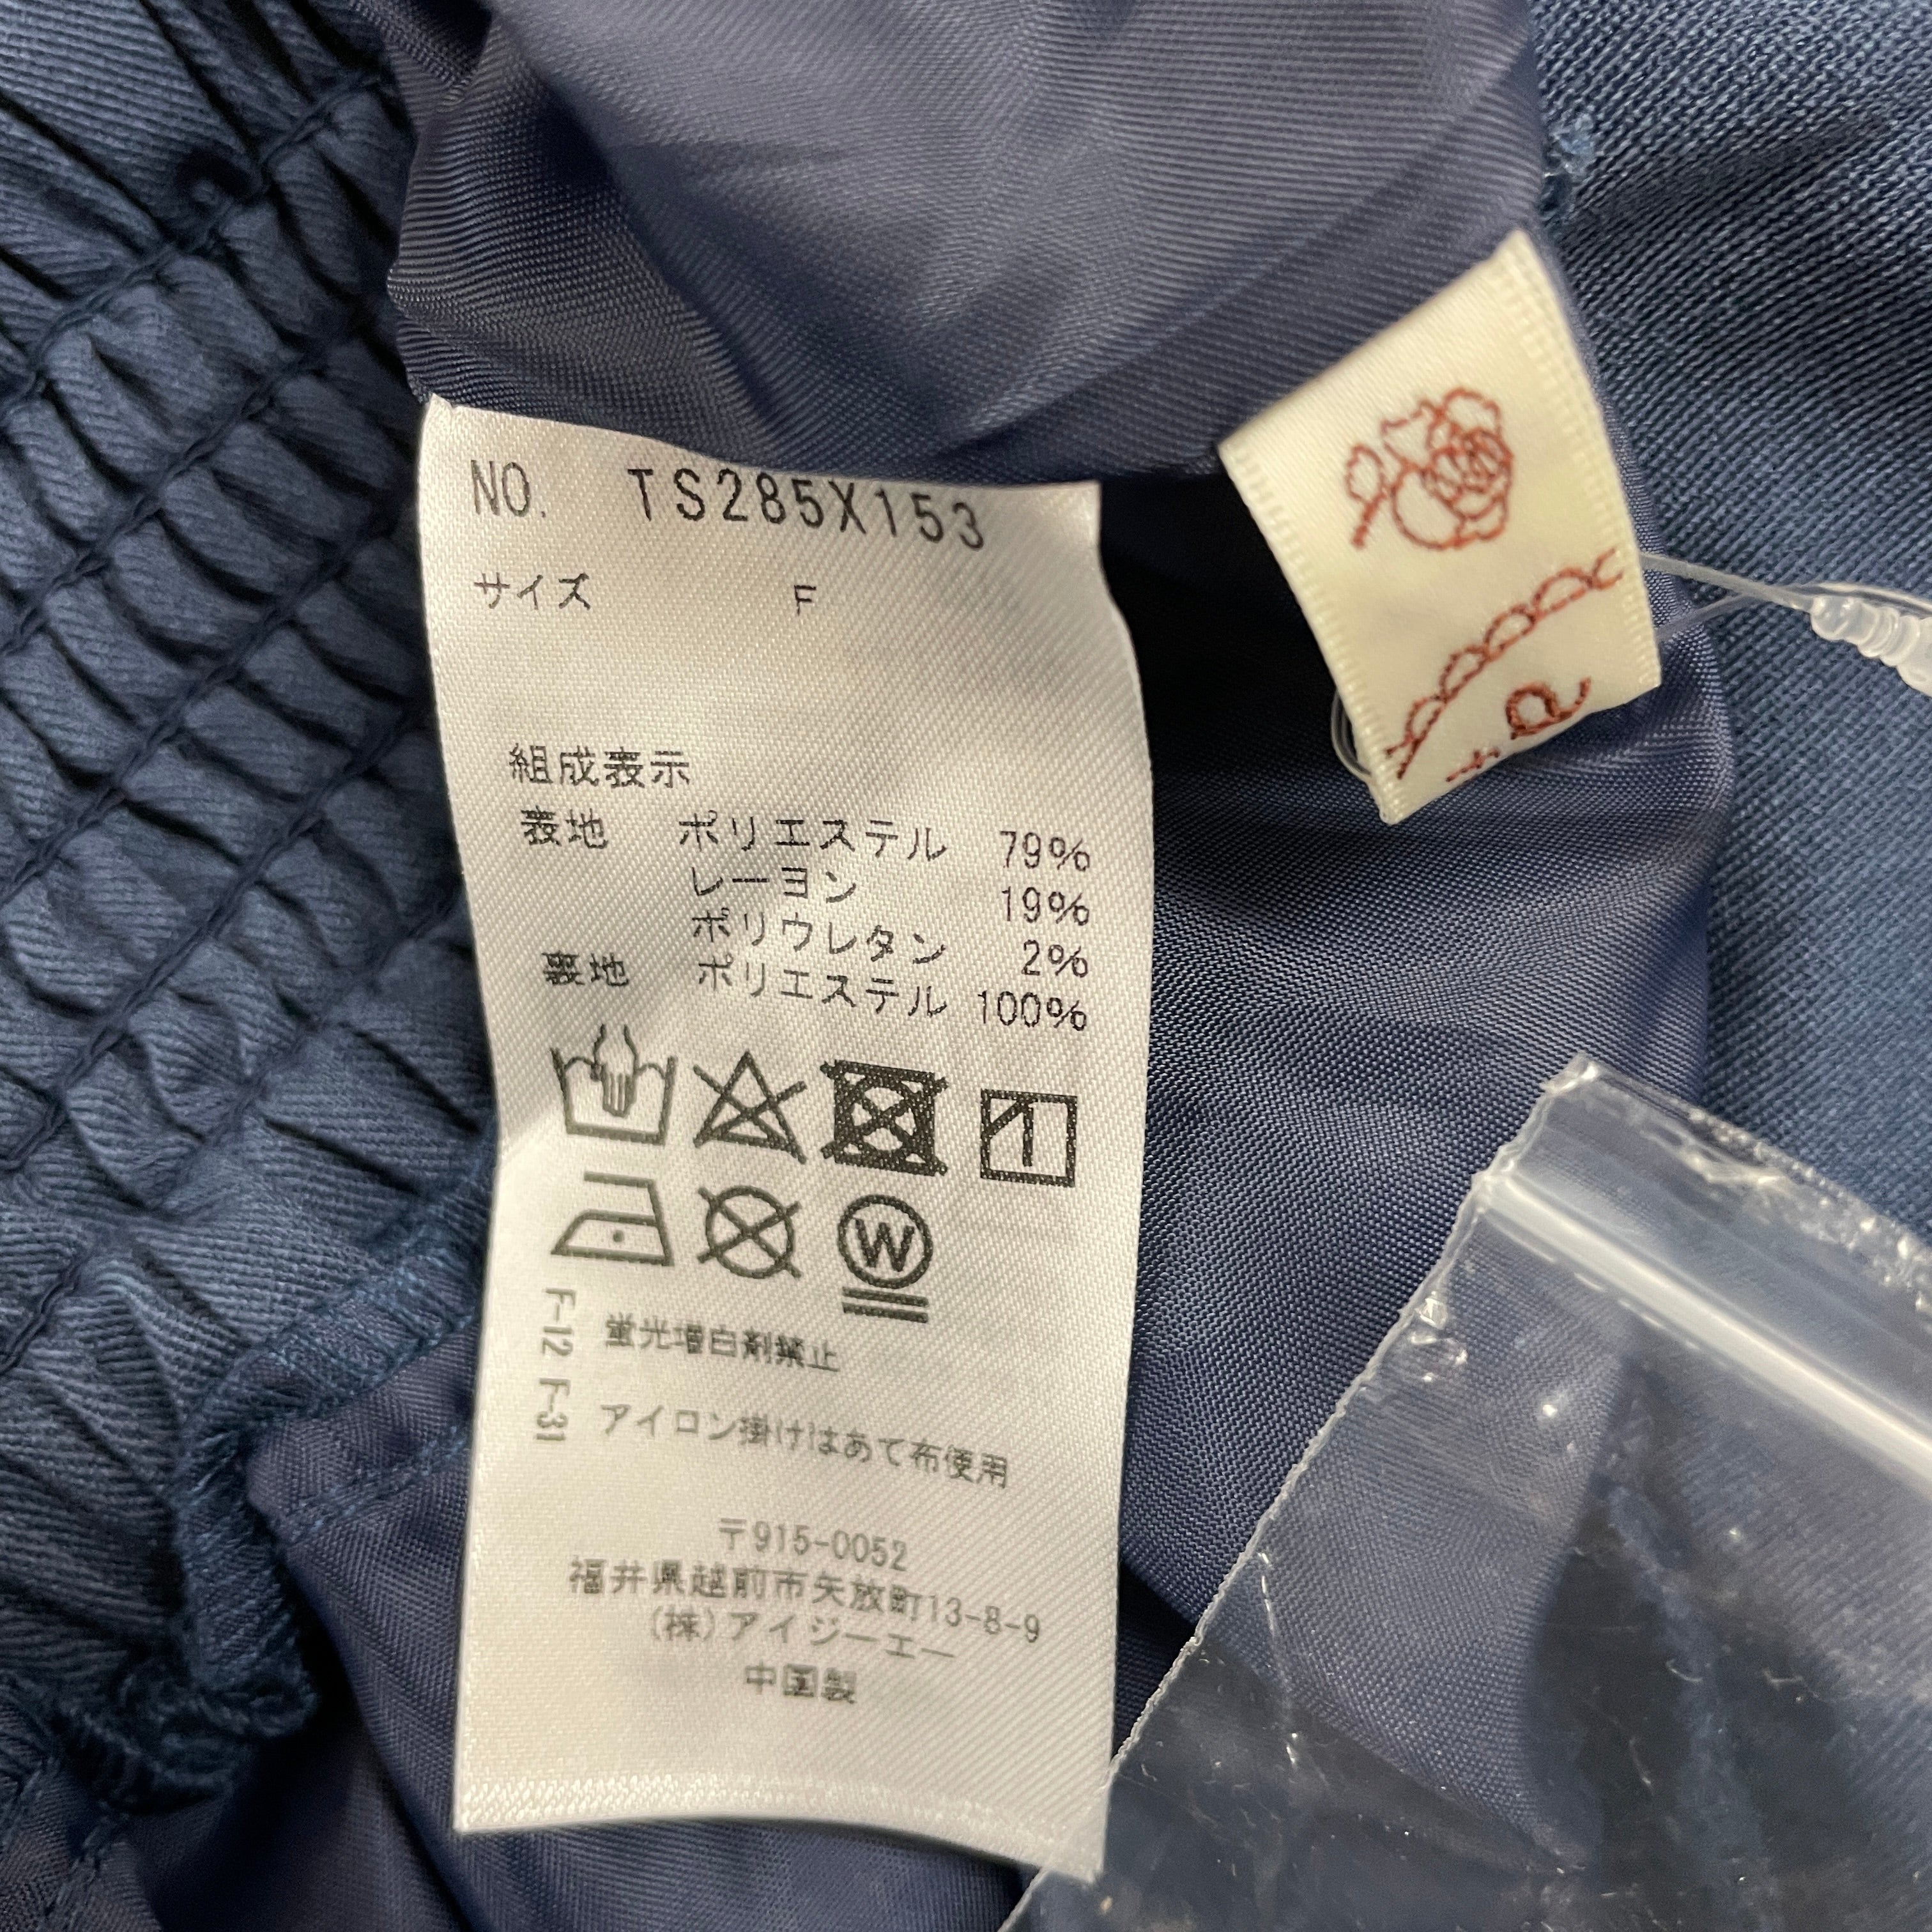 NO. TS285X153
サイズ F
組成表示
表地 ポリエステル 79%
レーヨン 19%
ポリウレタン 2%
裏地 ポリエステル 100%
W
F-12 蛍光増白剤禁止
F-31 アイロン掛けはあて布使用
〒915-0052
福井県越前市矢放町13-8-9
(株)アイジーエー
中国製